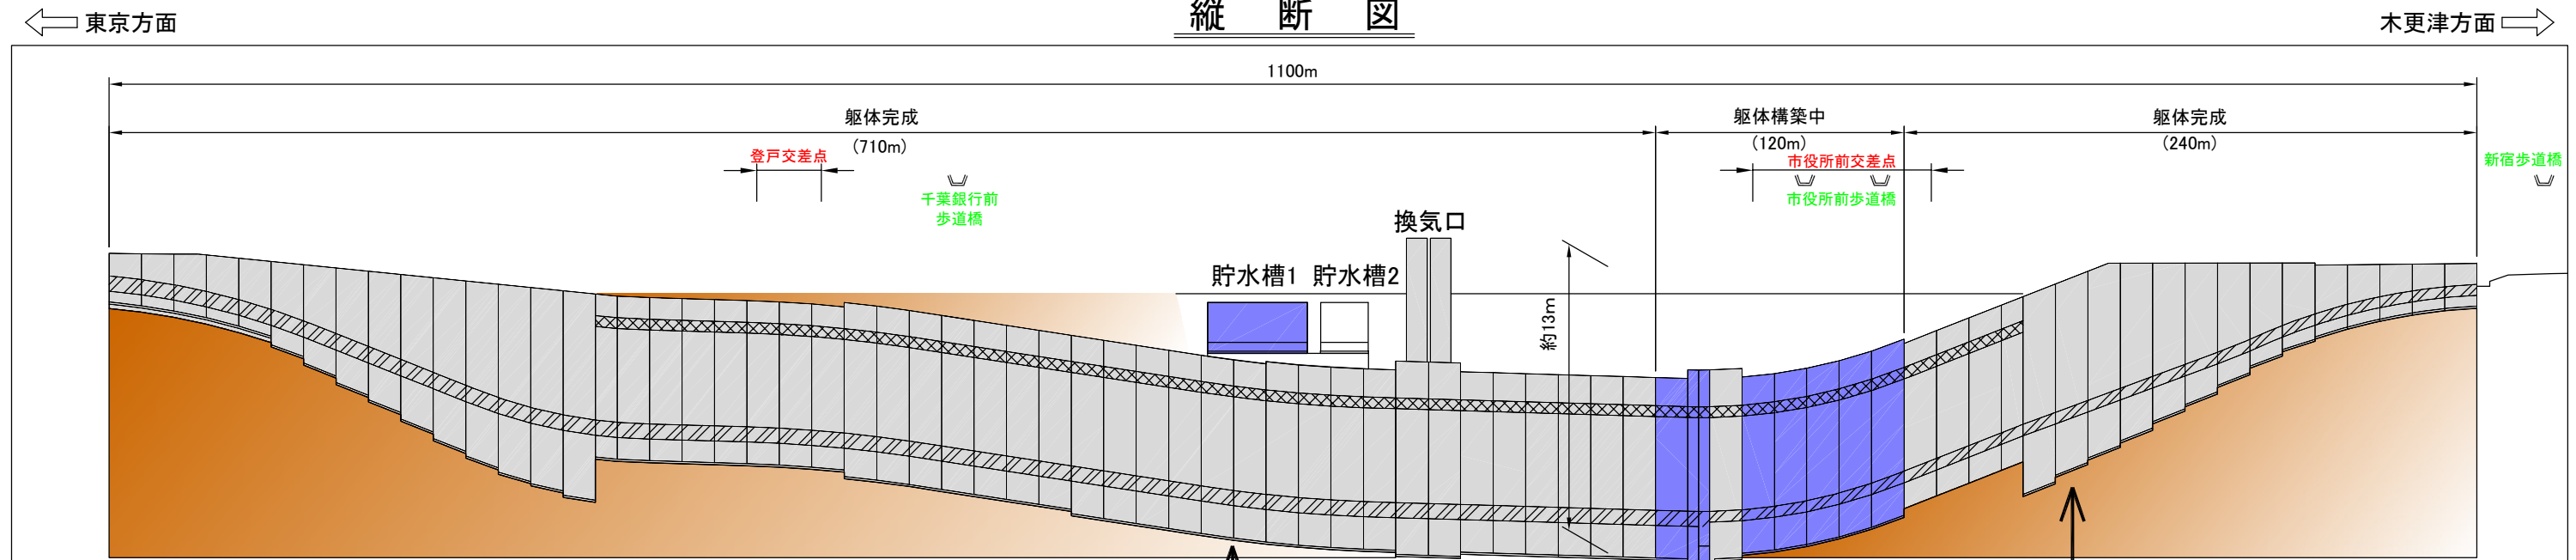 縦 断 図
東京方面
木更津方面
1100m
躯体完成
(710m)
躯体構築中
(120m)
躯体完成
(240m)
登戸交差点
千葉銀行前
歩道橋
市役所前交差点
市役所前歩道橋
新宿歩道橋
換気口
貯水槽1
貯水槽2
約13m